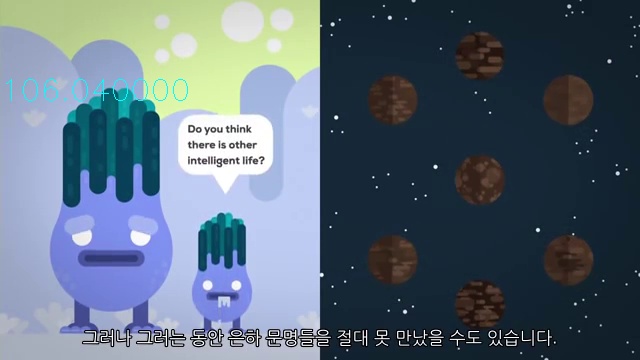 106.040000
Do you think
there is other
intelligent life?
그러나 그러는 동안 은하 문명들을 절대 못 만났을 수도 있습니다.